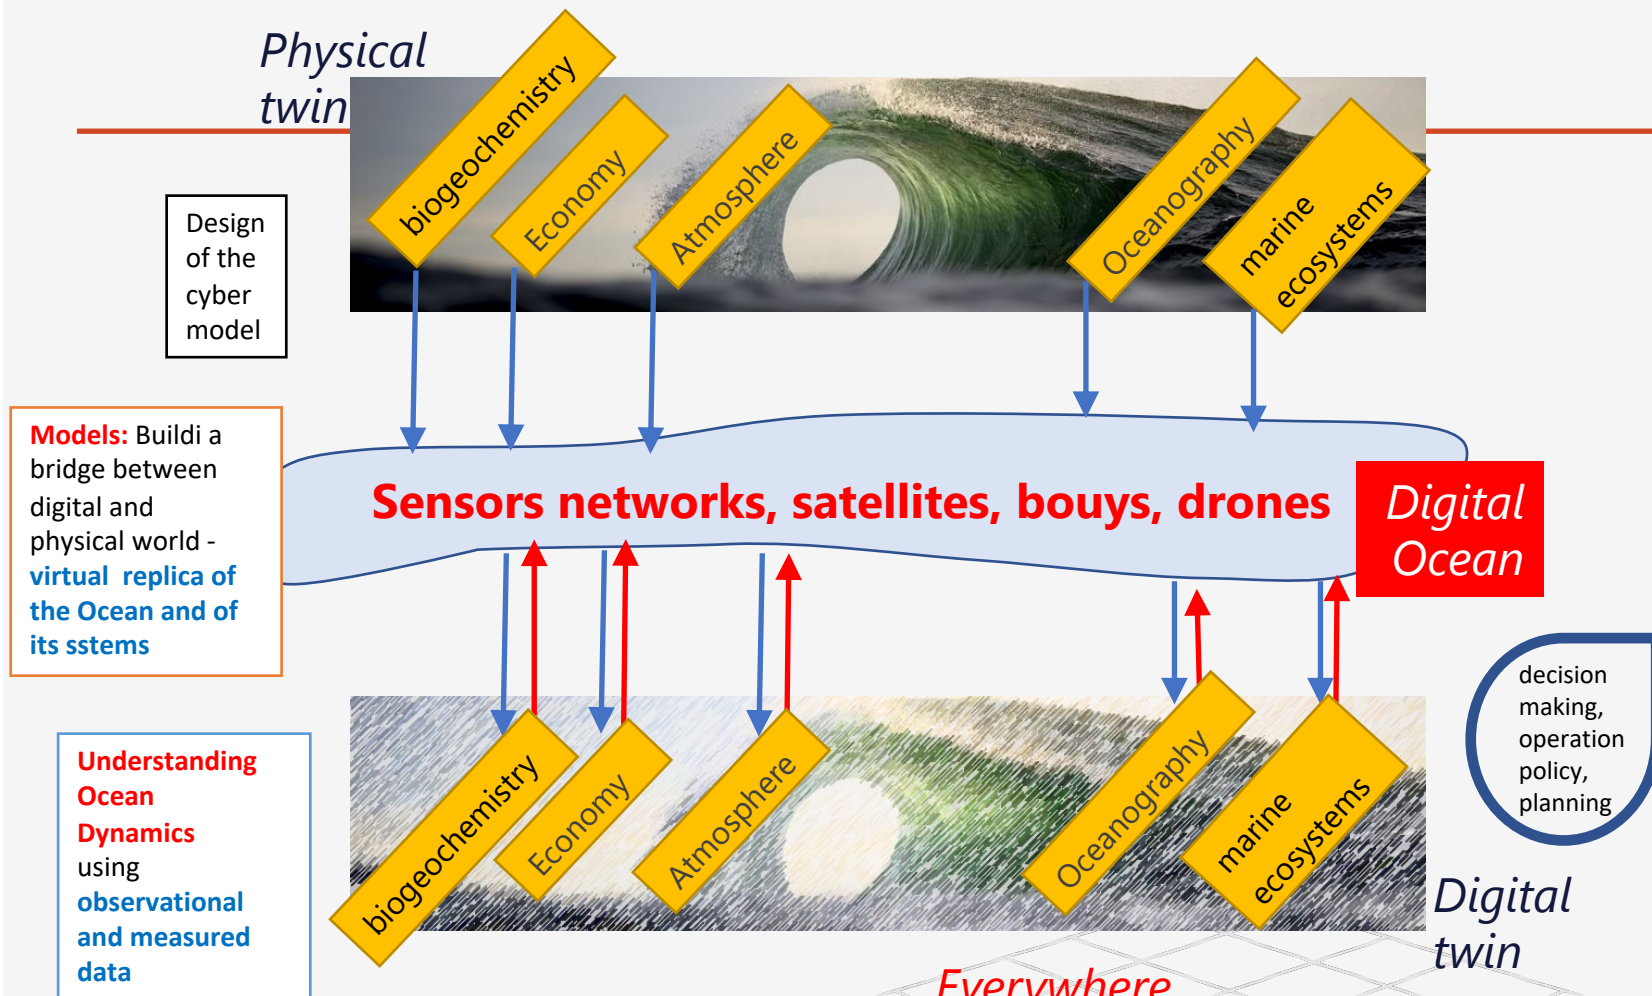 Physical
twin
biogeochemistry
Economy
Atmosphere
Oceanography
marine
ecosystems
Design
of the
cyber
model
Models: Buildi a
bridge between
digital and
physical world -
virtual replica of
the Ocean and of
its sstems
Sensors networks, satellites, bouys, drones
Digital
Ocean
decision
making,
operation
policy,
planning
Understanding
Ocean
Dynamics
using
observational
and measured
data
biogeochemistry
Economy
Atmosphere
Oceanography
marine
ecosystems
Digital
twin
Everywhere